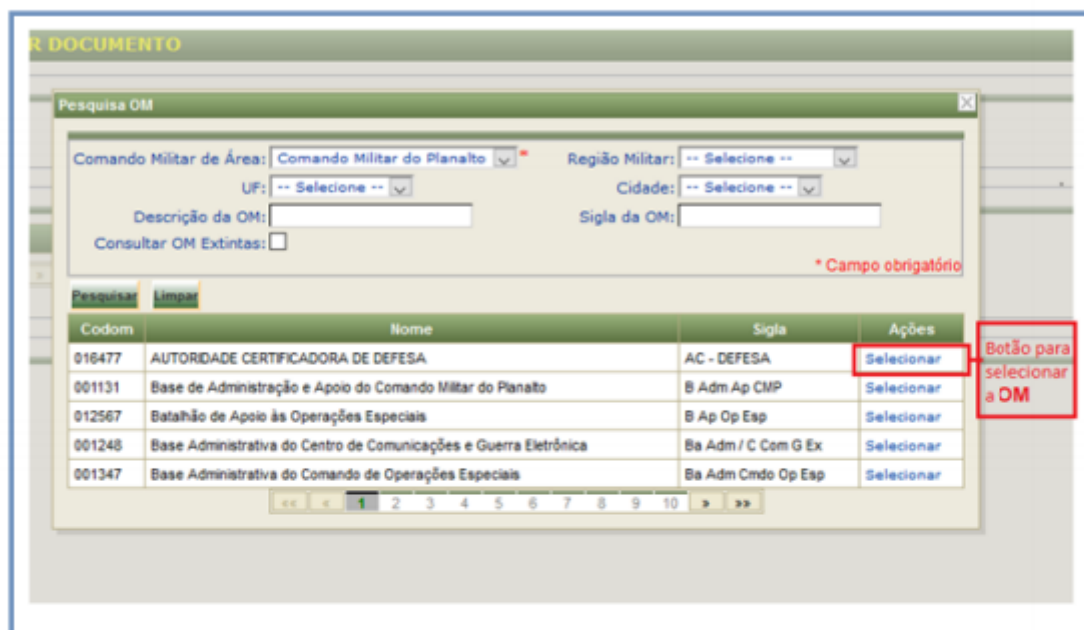 R DOCUMENTO
Pesquisa OM
Comando Militar de Área: Comando Militar do Planalto * Região Militar: -- Selecione --
UF: -- Selecione -- Cidade: -- Selecione --
Descrição da OM: Sigla da OM:
Consultar OM Extintas:
* Campo obrigatório
Pesquisar Limpar
Codom Nome Sigla Ações
016477 AUTORIDADE CERTIFICADORA DE DEFESA AC - DEFESA Selecionar
001131 Base de Administração e Apoio do Comando Militar do Planalto B Adm Ap CMP Selecionar
012567 Batalhão de Apoio às Operações Especiais B Ap Op Esp Selecionar
001248 Base Administrativa do Centro de Comunicações e Guerra Eletrônica Ba Adm / C Com G Ex Selecionar
001347 Base Administrativa do Comando de Operações Especiais Ba Adm Cmdo Op Esp Selecionar
<< < 1 2 3 4 5 6 7 8 9 10 > >>
Botão para
selecionar
a OM